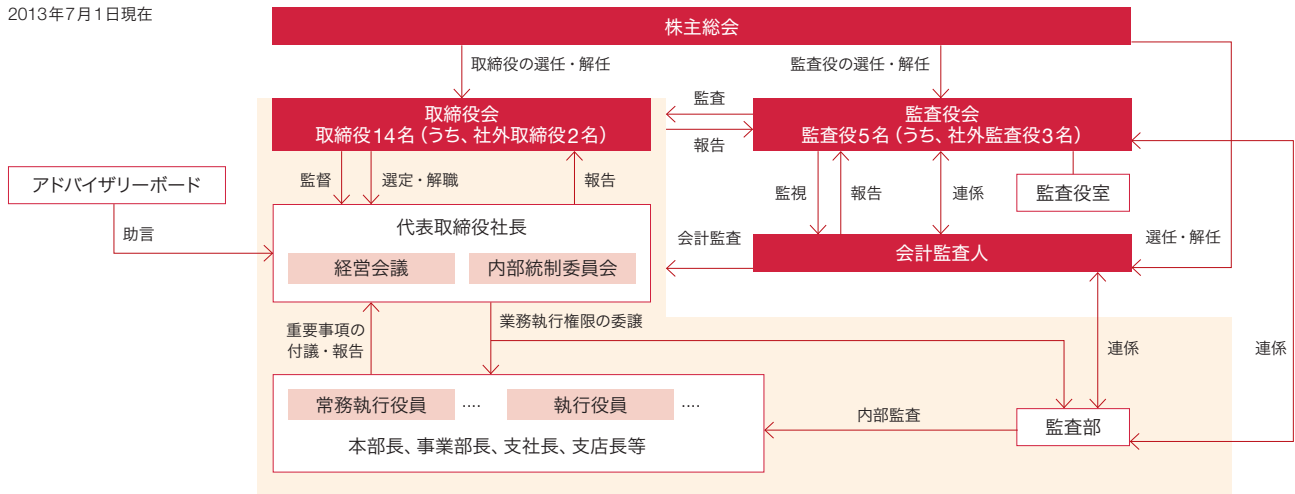 2013年7月1日現在
株主総会
取締役の選任・解任
監査役の選任・解任
取締役会
取締役14名（うち、社外取締役2名）
監査
報告
監査役会
監査役5名（うち、社外監査役3名）
アドバイザリーボード
監督
選定・解職
報告
監視
報告
連係
監査役室
助言
代表取締役社長
経営会議
内部統制委員会
会計監査
会計監査人
選任・解任
重要事項の
付議・報告
業務執行権限の委譲
連係
連係
常務執行役員
‥‥
執行役員
‥‥
本部長、事業部長、支社長、支店長等
内部監査
監査部